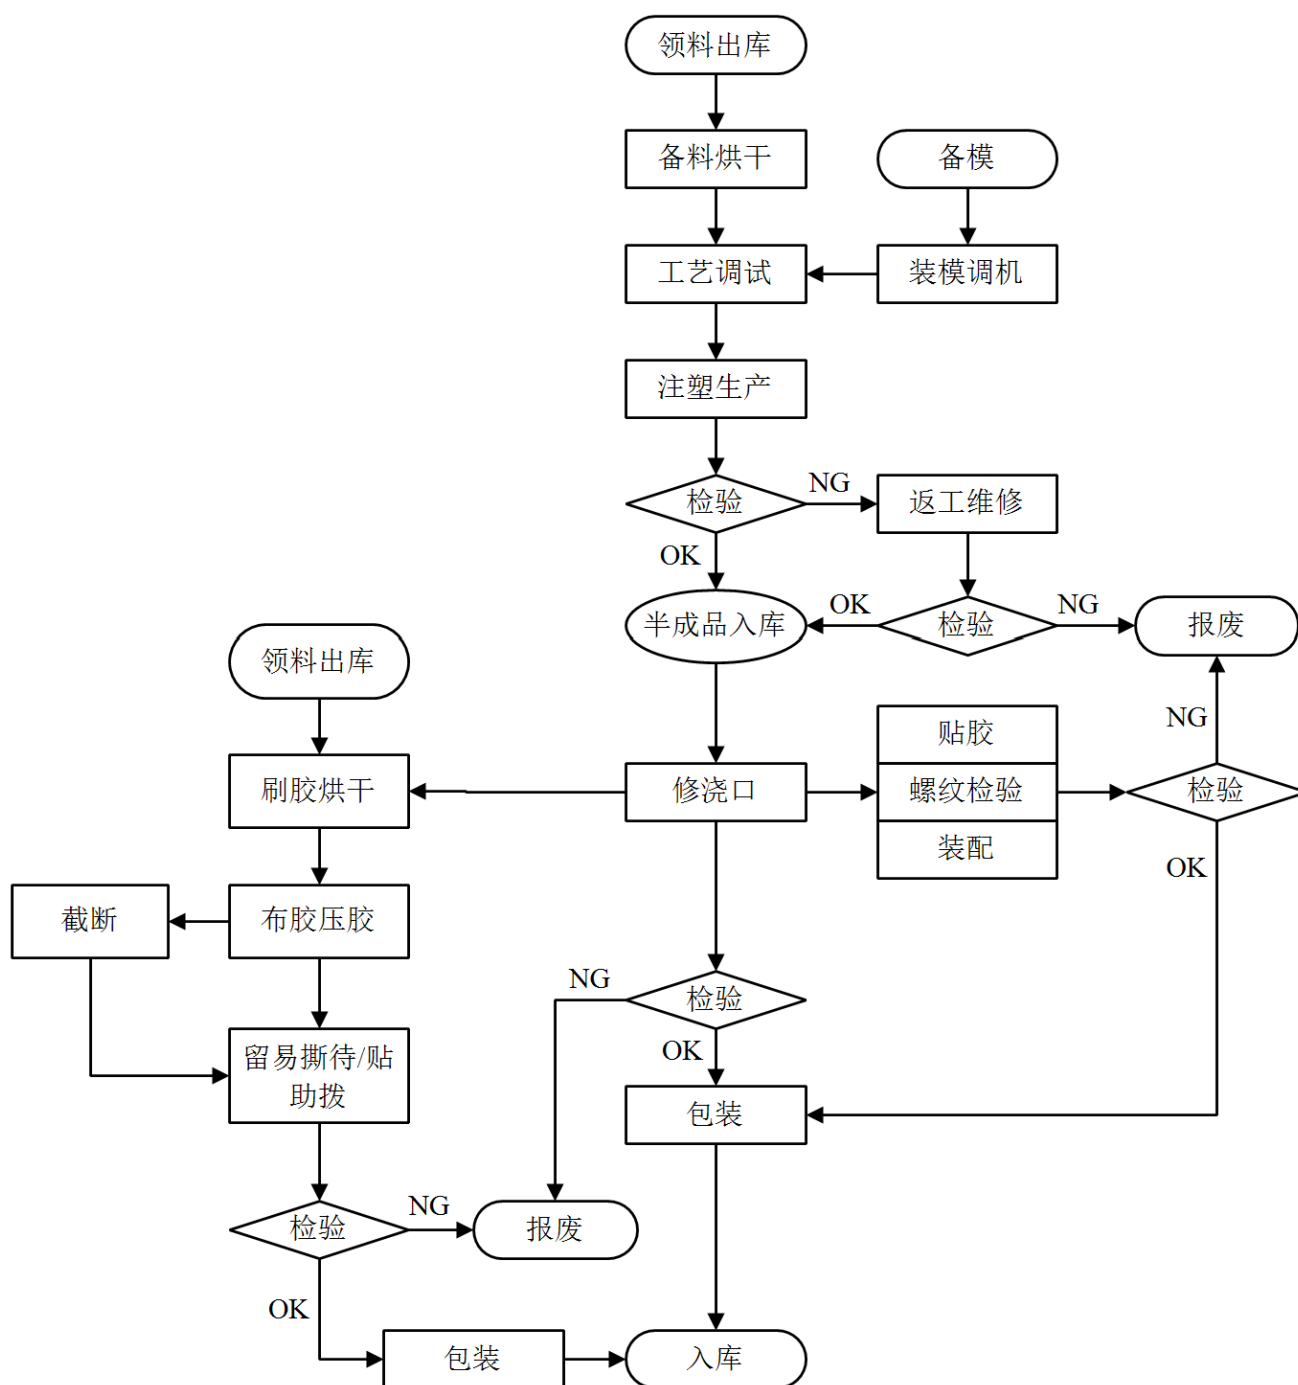 领料出库
备料烘干
备模
工艺调试
装模调机
注塑生产
检验
NG
返工维修
OK
半成品入库
OK
检验
NG
报废
领料出库
贴胶
NG
刷胶烘干
修浇口
螺纹检验
检验
装配
OK
截断
布胶压胶
NG
检验
OK
留易撕待/贴
助拨
包装
检验
NG
报废
OK
包装
入库